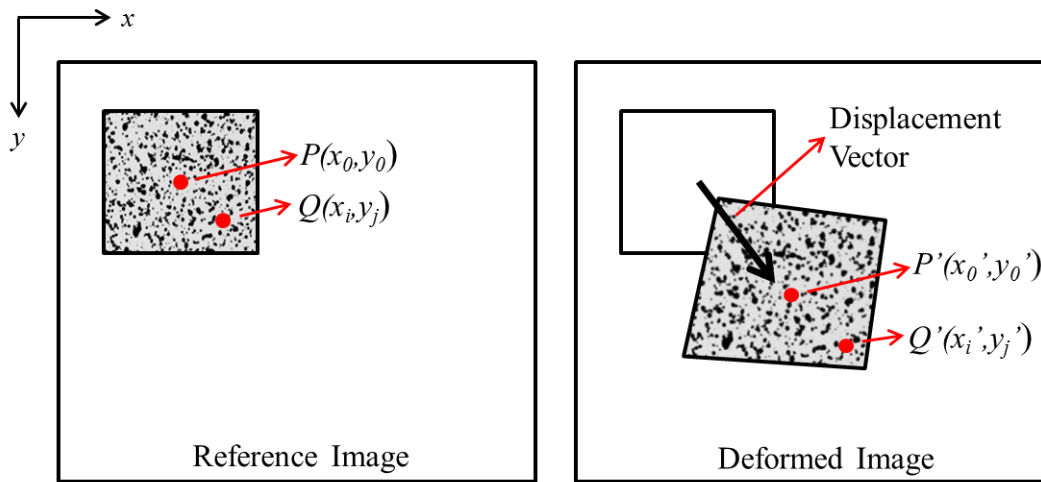 x
y
P(x₀,y₀)
Q(xᵢ,yⱼ)
Reference Image
Displacement
Vector
P’(x₀’,y₀’)
Q’(xᵢ’,yⱼ’)
Deformed Image